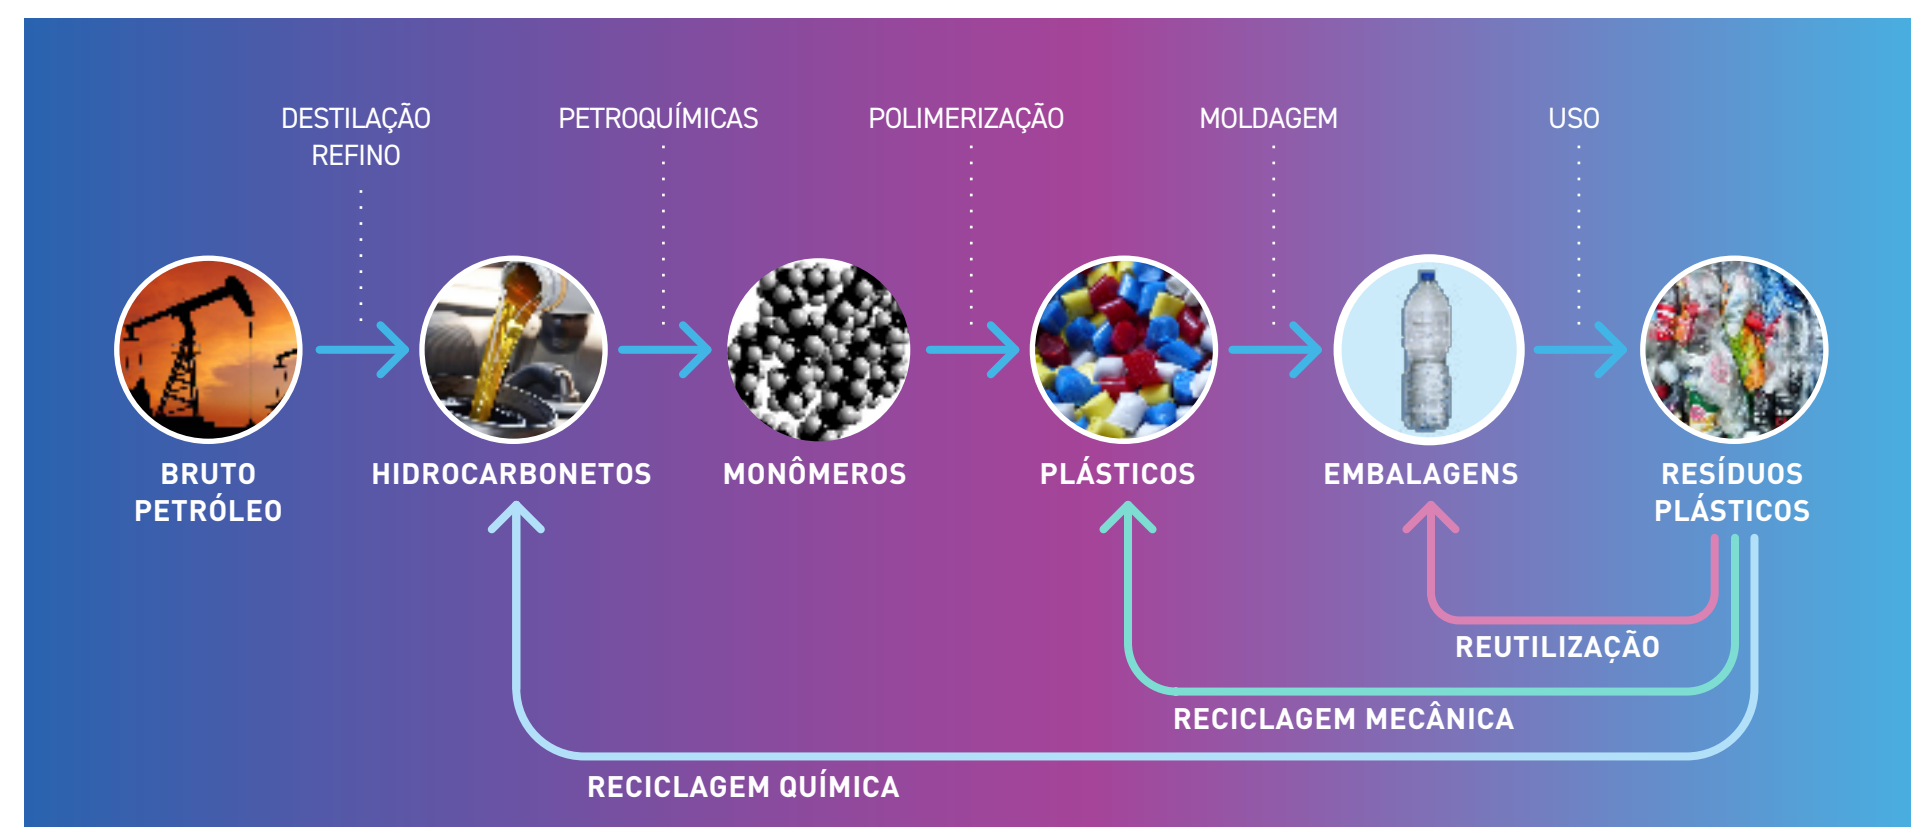 DESTILAÇÃO
REFINO
PETROQUÍMICAS
POLIMERIZAÇÃO
MOLDAGEM
USO
BRUTO
PETRÓLEO
HIDROCARBONETOS
MONÔMEROS
PLÁSTICOS
EMBALAGENS
RESÍDUOS
PLÁSTICOS
REUTILIZAÇÃO
RECICLAGEM MECÂNICA
RECICLAGEM QUÍMICA